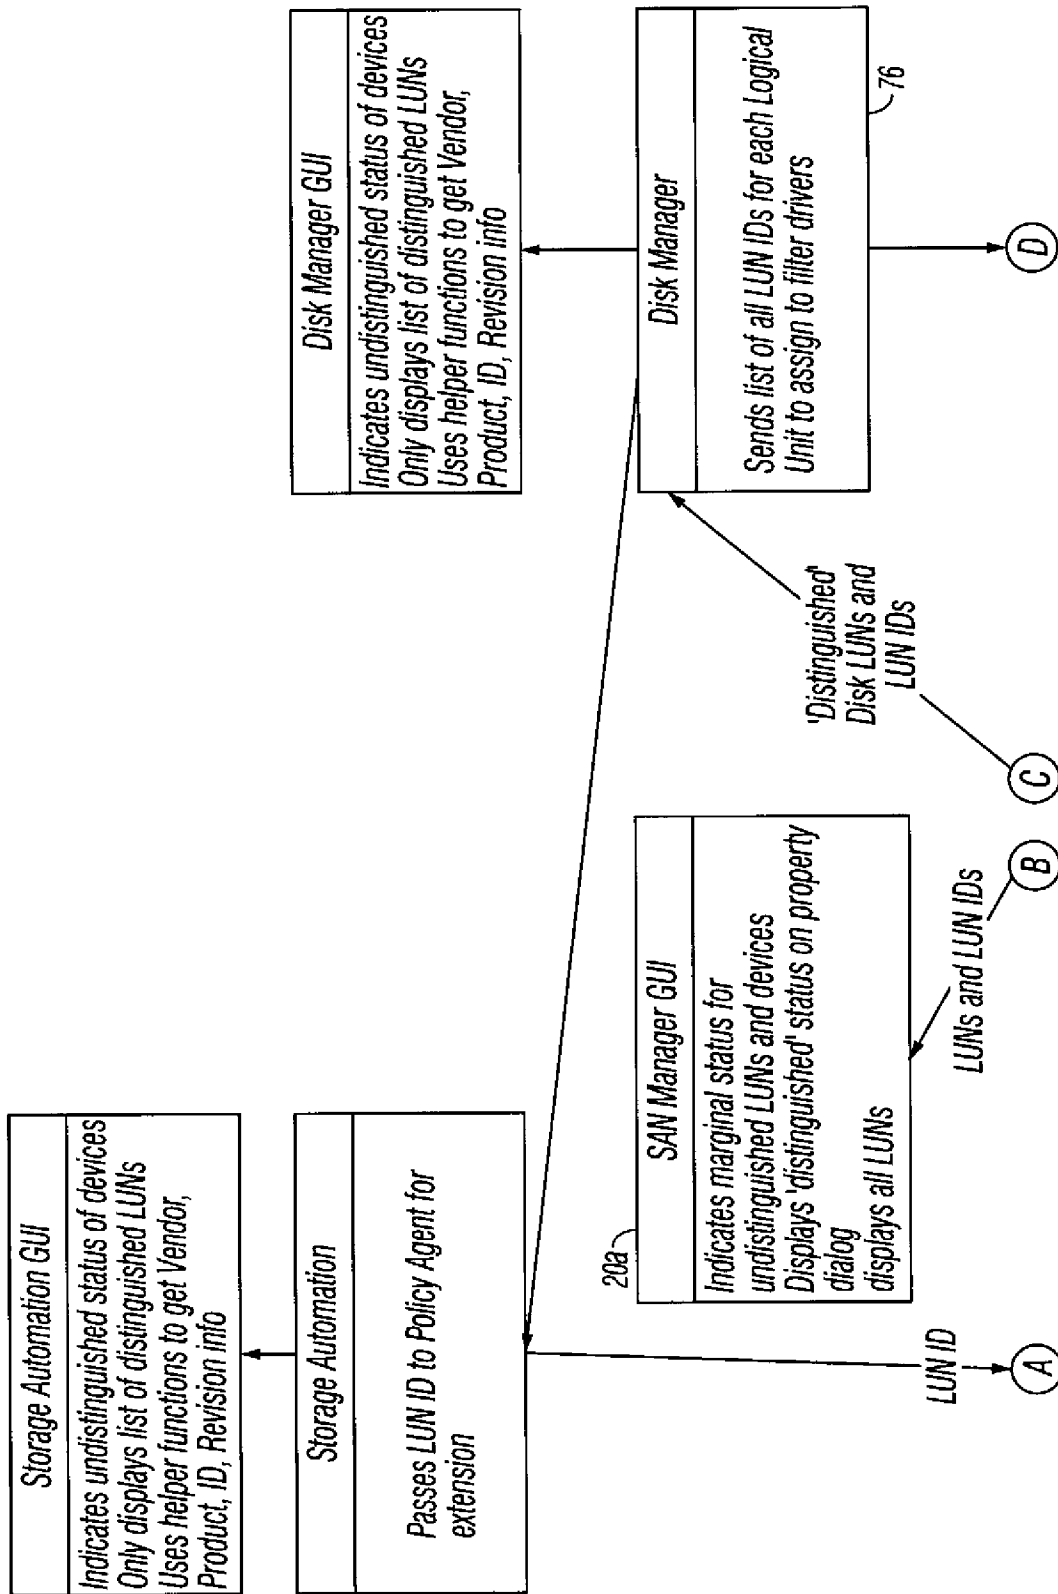 Storage Automation GUI
Indicates undistinguished status of devices
Only displays list of distinguished LUNs
Uses helper functions to get Vendor,
Product, ID, Revision info
Storage Automation
Passes LUN ID to Policy Agent for
extension
LUN ID
A
20a
SAN Manager GUI
Indicates marginal status for
undistinguished LUNs and devices
Displays 'distinguished' status on property
dialog
displays all LUNs
LUNs and LUN IDs
B
Disk Manager GUI
Indicates undistinguished status of devices
Only displays list of distinguished LUNs
Uses helper functions to get Vendor,
Product, ID, Revision info
Disk Manager
Sends list of all LUN IDs for each Logical
Unit to assign to filter drivers
76
'Distinguished'
Disk LUNs and
LUN IDs
C
D